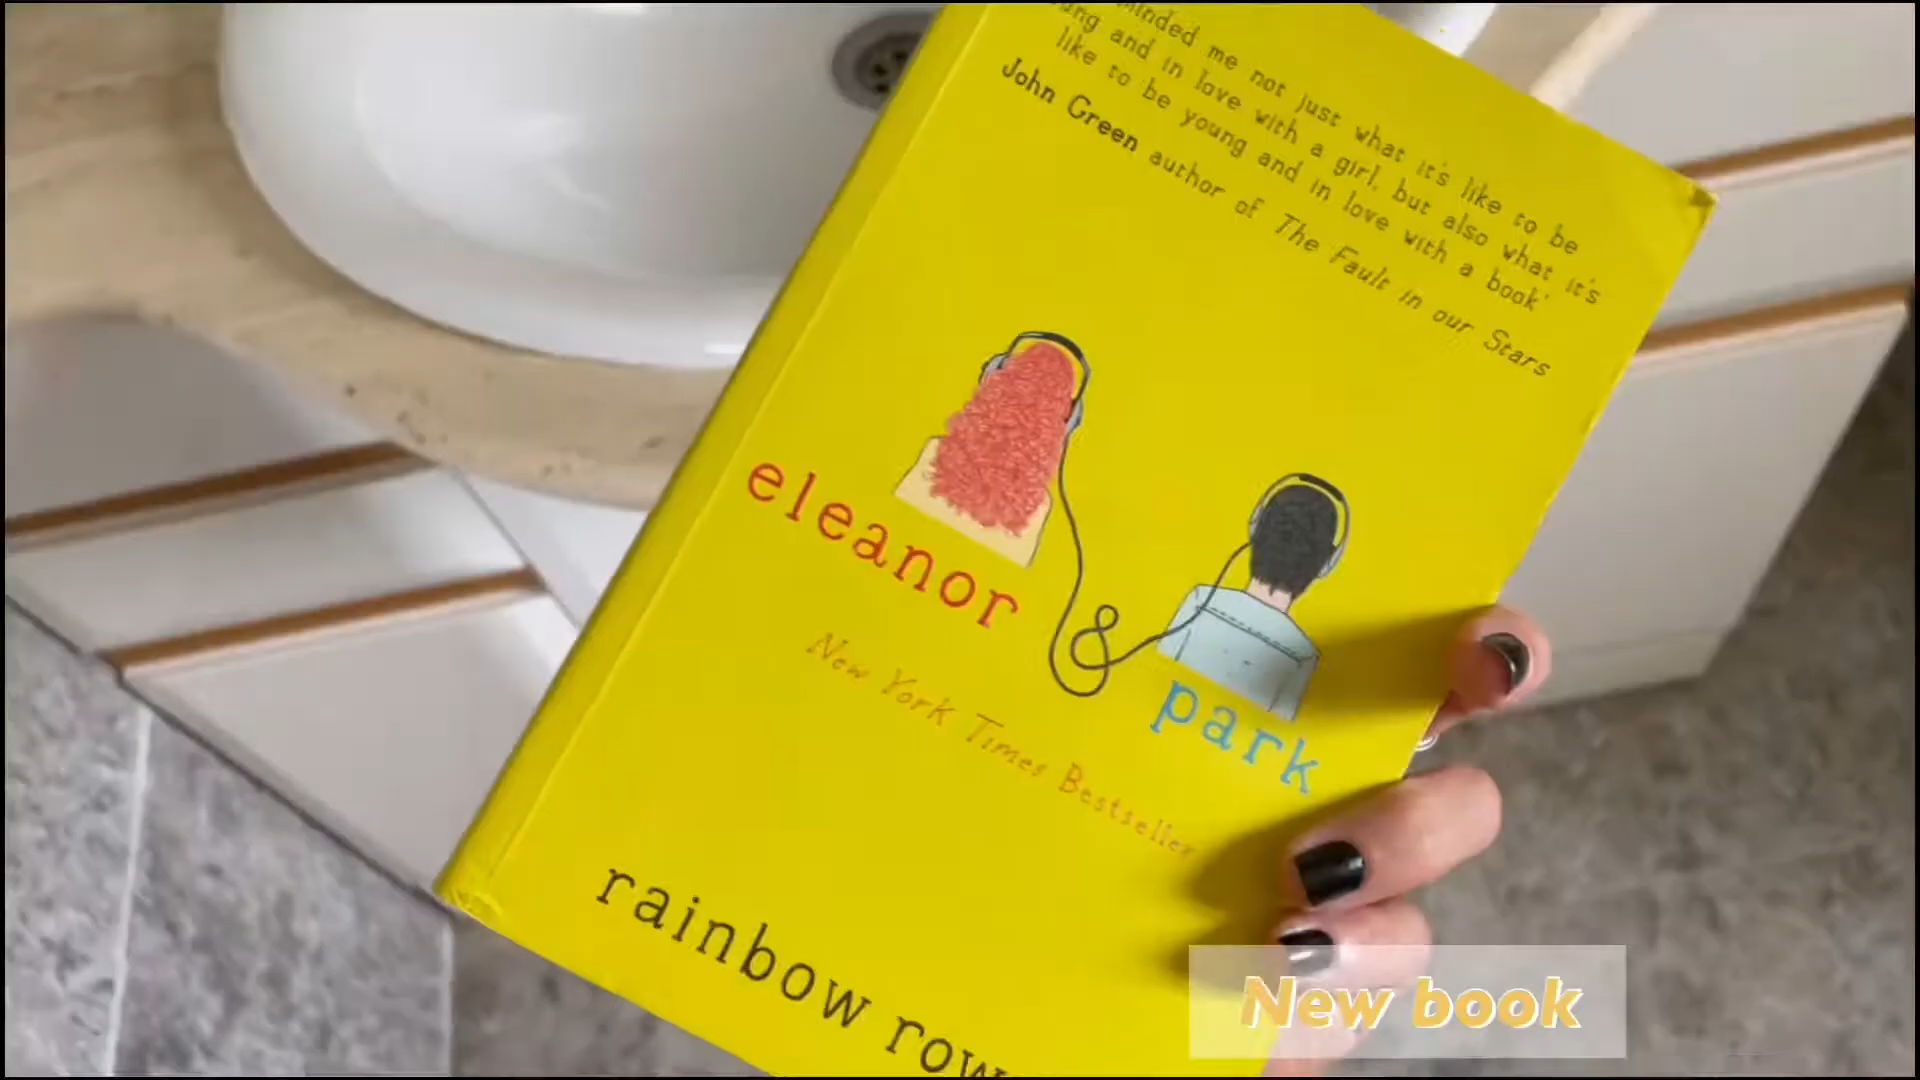 minded me not just what it's like to be
and in love with a girl, but also what it's
like to be young and in love with a book'
John Green author of The Fault in our Stars
eleanor
&
park
New York Times Bestseller
rainbow
New book